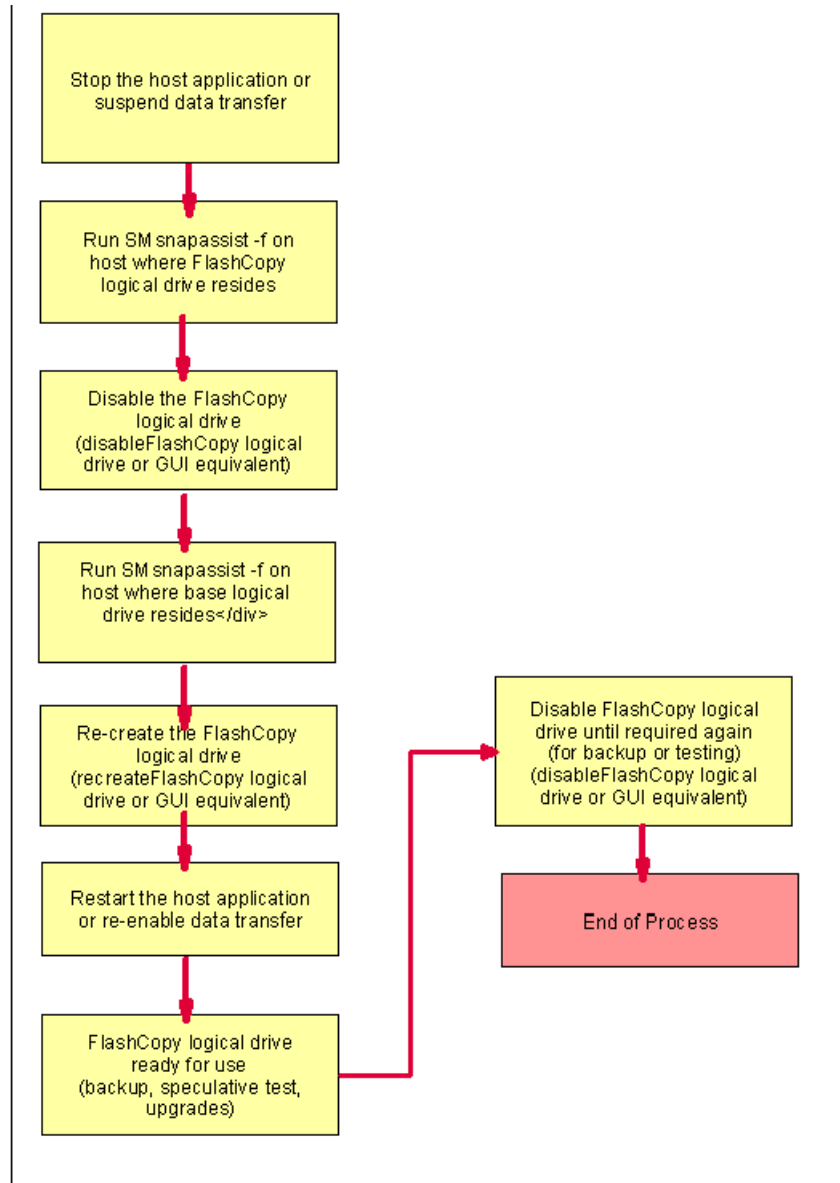 Stop the host application or
suspend data transfer
Run SMsnapassist -f on
host where FlashCopy
logical drive resides
Disable the FlashCopy
logical drive
(disableFlashCopy logical
drive or GUI equivalent)
Run SMsnapassist -f on
host where base logical
drive resides</div>
Re-create the FlashCopy
logical drive
(recreateFlashCopy logical
drive or GUI equivalent)
Restart the host application
or re-enable data transfer
FlashCopy logical drive
ready for use
(backup, speculative test,
upgrades)
Disable FlashCopy logical
drive until required again
(for backup or testing)
(disableFlashCopy logical
drive or GUI equivalent)
End of Process